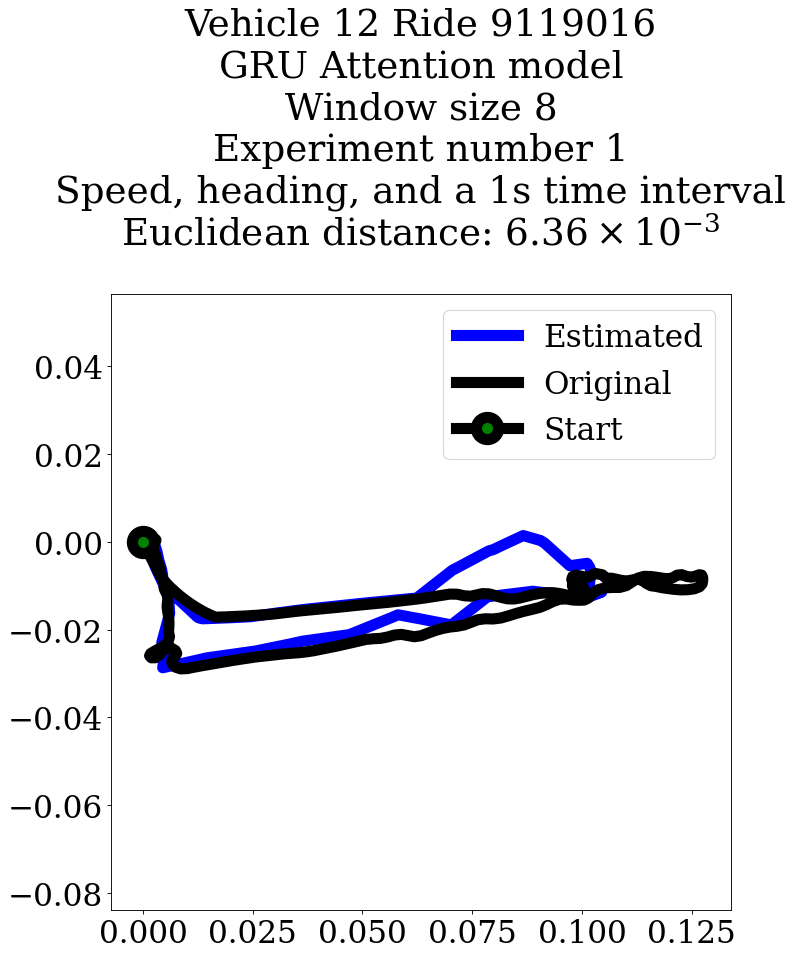 Vehicle 12 Ride 9119016
GRU Attention model
Window size 8
Experiment number 1
Speed, heading, and a 1s time interval
Euclidean distance: 6.36 × 10⁻³
Estimated
Original
Start
0.04
0.02
0.00
−0.02
−0.04
−0.06
−0.08
0.000 0.025 0.050 0.075 0.100 0.125